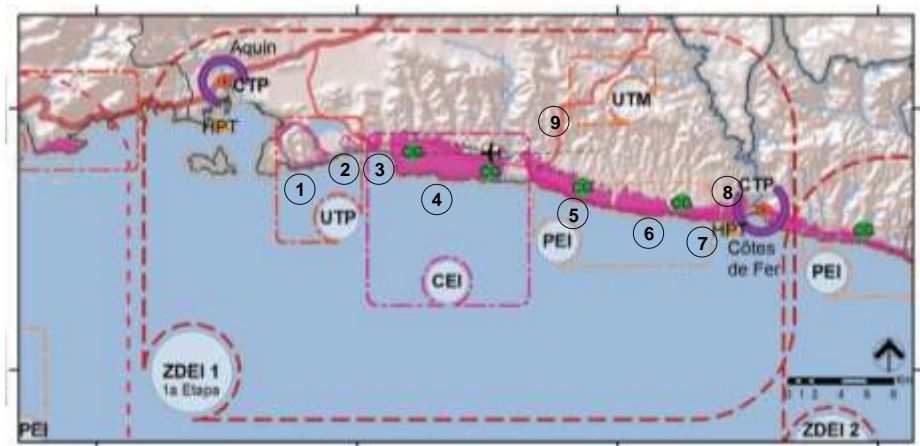 Aquin
CTP
HPT
UTM
9
2
3
1
4
8
CTP
UTP
5
6
7
HPT
PEI
Côtes
de Fer
PEI
CEI
ZDEI 1
1a Etapa
PEI
ZDEI 2